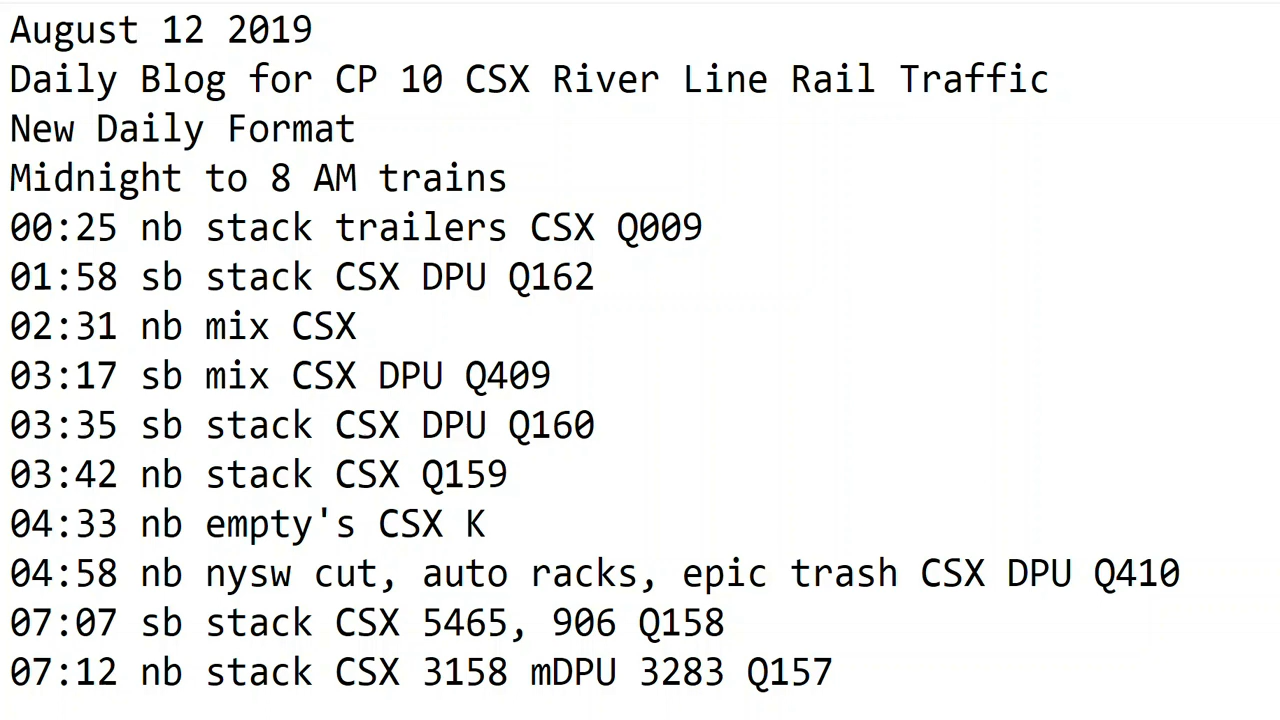 August 12 2019
Daily Blog for CP 10 CSX River Line Rail Traffic
New Daily Format
Midnight to 8 AM trains
00:25 nb stack trailers CSX Q009
01:58 sb stack CSX DPU Q162
02:31 nb mix CSX
03:17 sb mix CSX DPU Q409
03:35 sb stack CSX DPU Q160
03:42 nb stack CSX Q159
04:33 nb empty's CSX K
04:58 nb nysw cut, auto racks, epic trash CSX DPU Q410
07:07 sb stack CSX 5465, 906 Q158
07:12 nb stack CSX 3158 mDPU 3283 Q157